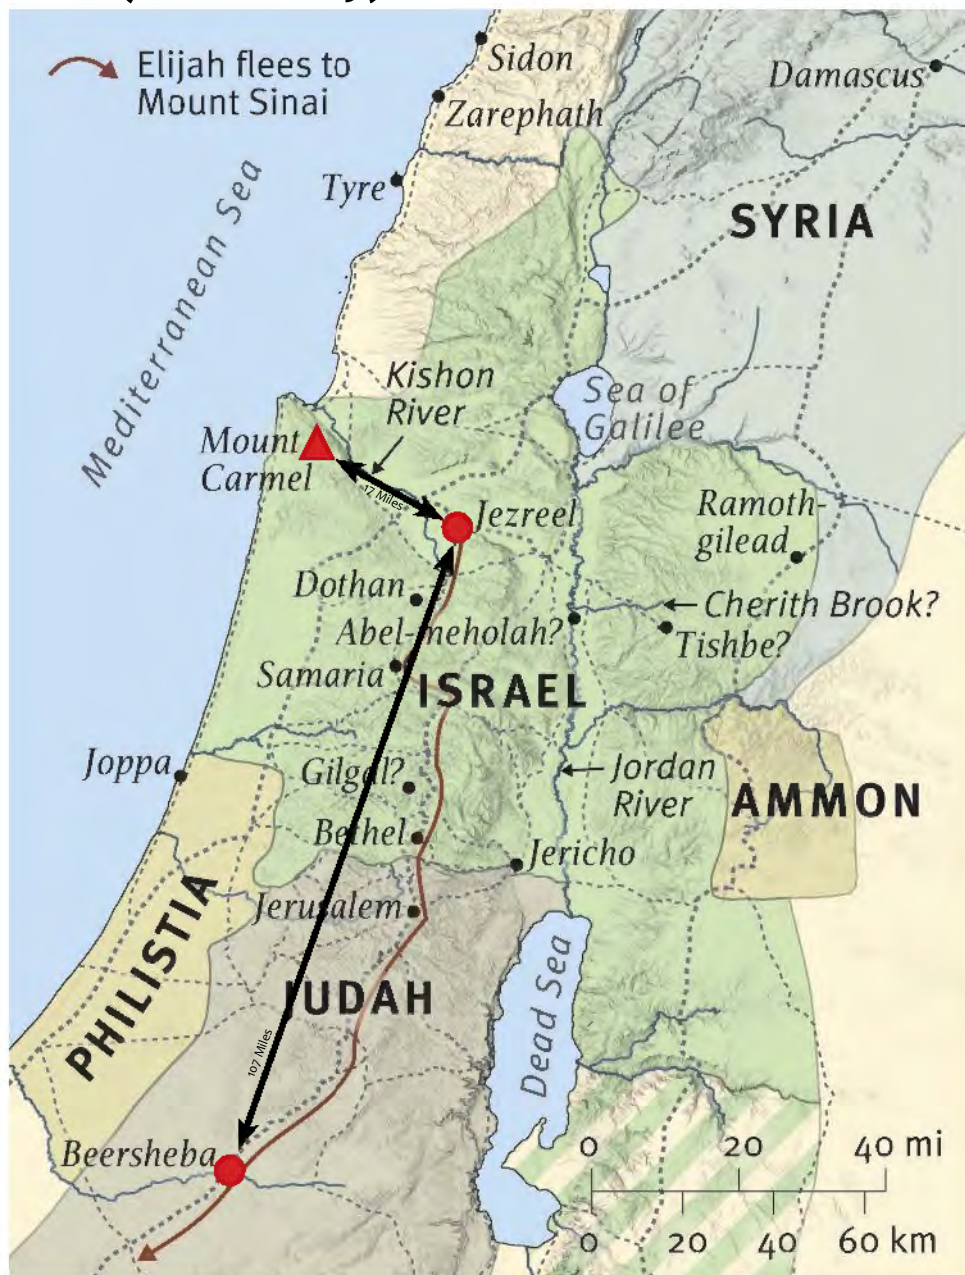 Elijah flees to
Mount Sinai
Sidon
Damascus
Zarephath
Tyre
SYRIA
Mediterranean Sea
Kishon
River
Sea of
Galilee
Mount
Carmel
17 Miles
Jezreel
Ramoth-
gilead
Dothan
Cherith Brook?
Abel-meholah?
Tishbe?
Samaria
ISRAEL
Joppa
Gilgal?
Jordan
River
AMMON
Bethel
Jericho
PHILISTIA
Jerusalem
JUDAH
Dead Sea
107 Miles
Beersheba
0 20 40 mi
0 20 40 60 km